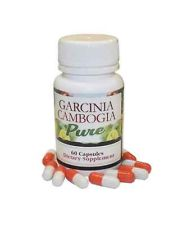 GARCINIA
CAMBOGIA
Pure
60 Capsules
Dietary Supplement